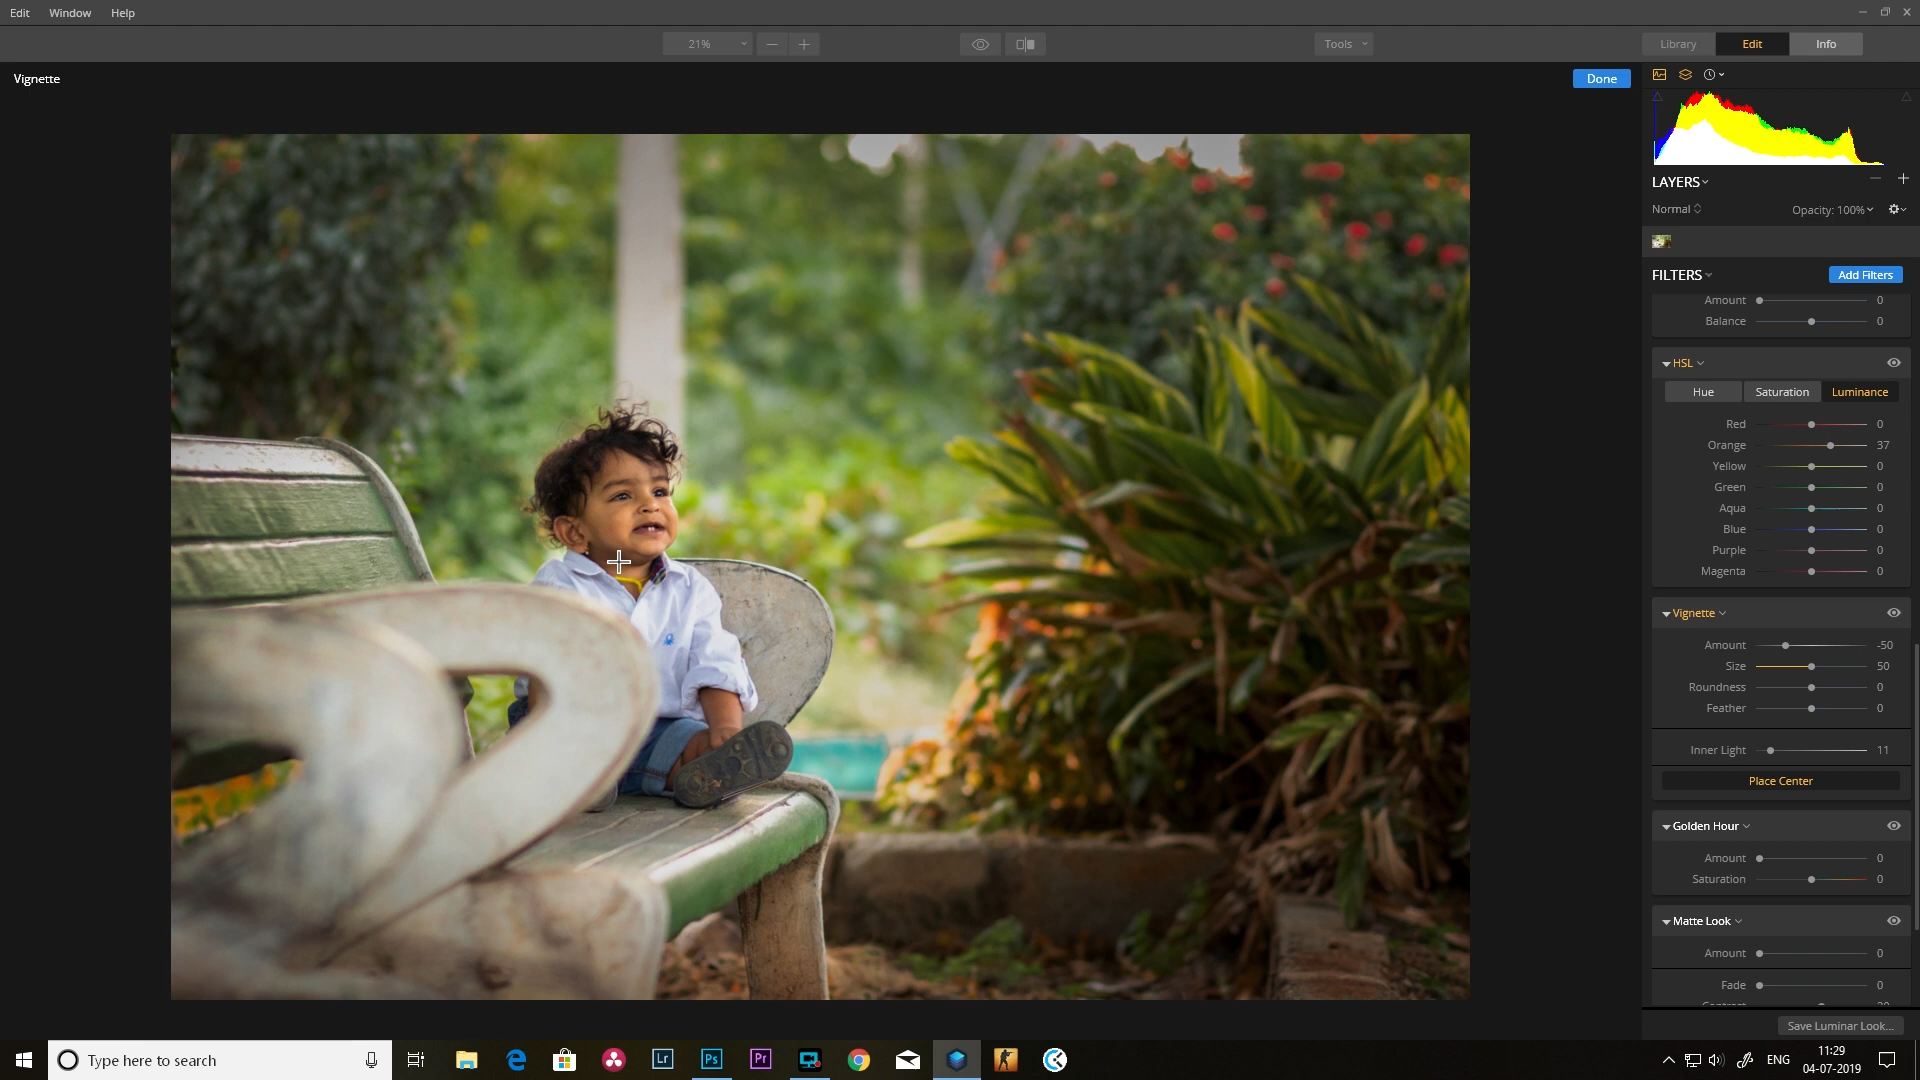 Edit Window Help
21% Tools Library Edit Info
Vignette Done
LAYERS
Normal Opacity: 100%
FILTERS Add Filters
Amount 0
Balance 0
HSL
Hue Saturation Luminance
Red 0
Orange 37
Yellow 0
Green 0
Aqua 0
Blue 0
Purple 0
Magenta 0
Vignette
Amount -50
Size 50
Roundness 0
Feather 0
Inner Light 11
Place Center
Golden Hour
Amount 0
Saturation 0
Matte Look
Amount 0
Fade 0
Save Luminar Look...
Type here to search Lr Ps Pr ENG 11:29
04-07-2019